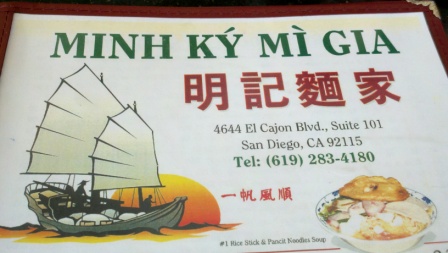 MINH KÝ MÌ GIA
明記麵家
4644 El Cajon Blvd., Suite 101
San Diego, CA 92115
Tel: (619) 283-4180
一帆風順
#1 Rice Stick & Pancit Noodles Soup